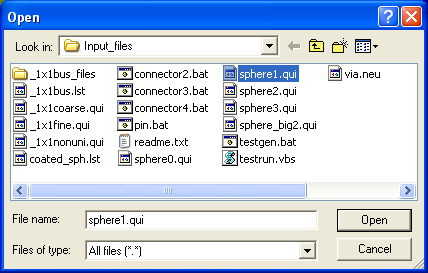 Open
Look in: Input_files
_1x1bus_files
_1x1bus.lst
_1x1coarse.qui
_1x1fine.qui
_1x1nonuni.qui
coated_sph.lst
connector2.bat
connector3.bat
connector4.bat
pin.bat
readme.txt
sphere0.qui
sphere1.qui
sphere2.qui
sphere3.qui
sphere_big2.qui
testgen.bat
testrun.vbs
via.neu
File name: sphere1.qui Open
Files of type: All files (*.*) Cancel